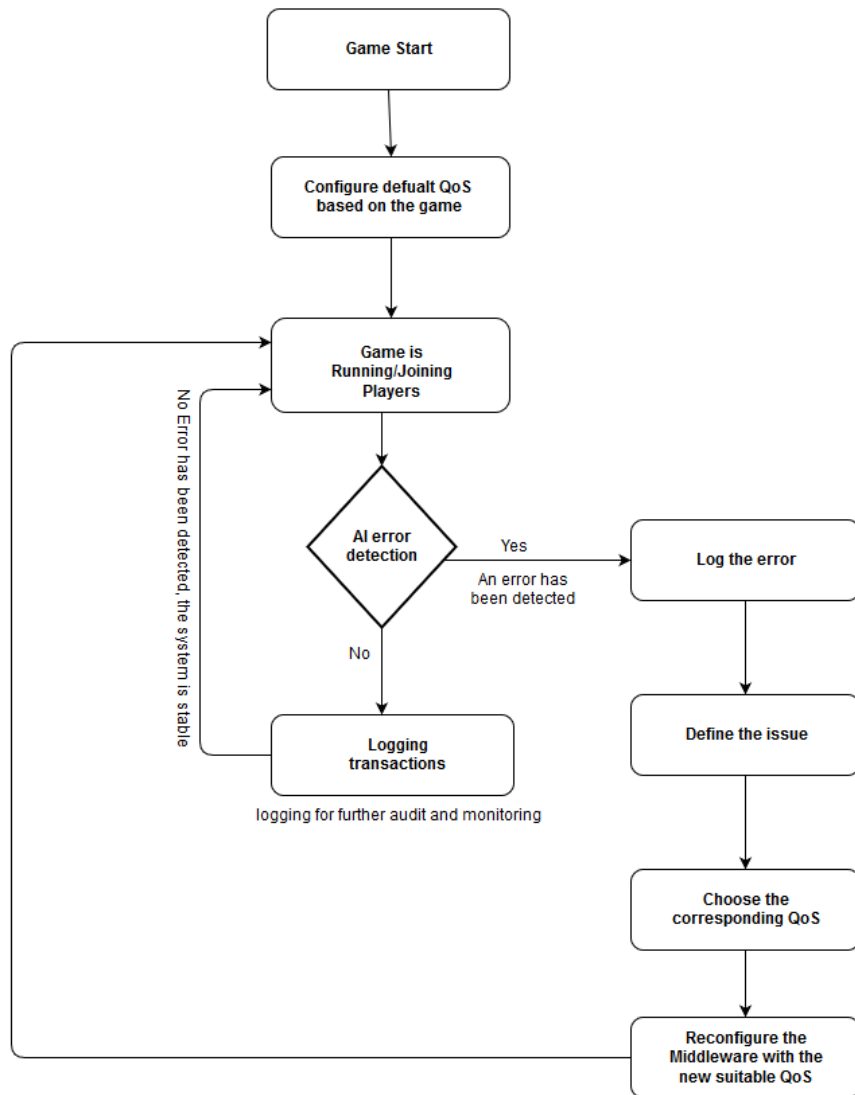 Game Start
Configure defualt QoS
based on the game
Game is
Running/Joining
Players
No Error has been detected, the system is stable
AI error
detection
Yes
An error has
been detected
Log the error
No
Logging
transactions
logging for further audit and monitoring
Define the issue
Choose the
corresponding QoS
Reconfigure the
Middleware with the
new suitable QoS